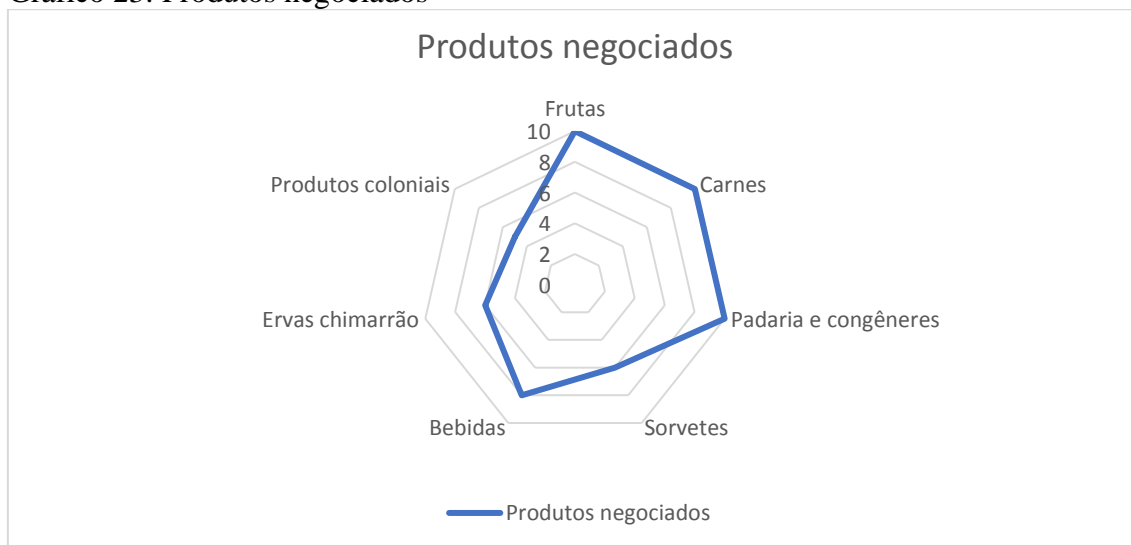 Produtos negociados
Frutas
10
Carnes
8
Produtos coloniais
6
4
2
0
Padaria e congêneres
Ervas chimarrão
Sorvetes
Bebidas
Produtos negociados